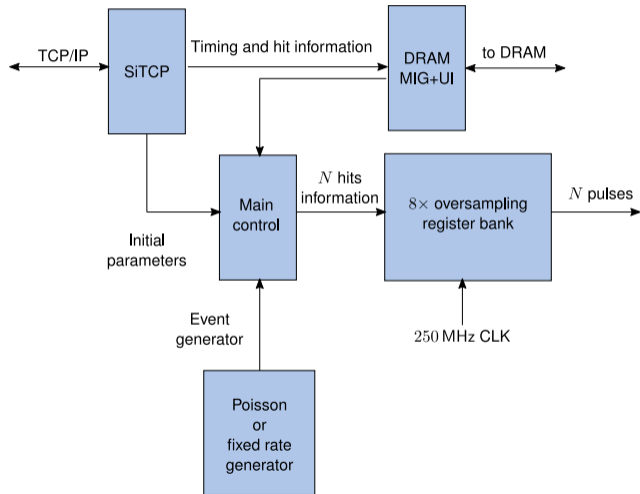 TCP/IP
SiTCP
Timing and hit information
DRAM
MIG+UI
to DRAM
Main
control
N hits
information
8× oversampling
register bank
N pulses
Initial
parameters
Event
generator
250 MHz CLK
Poisson
or
fixed rate
generator